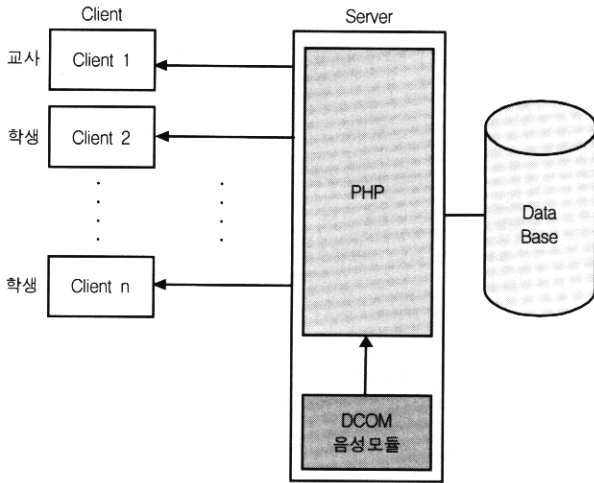 Client
Server
교사
Client 1
학생
Client 2
학생
Client n
PHP
Data
Base
DCOM
음성모듈